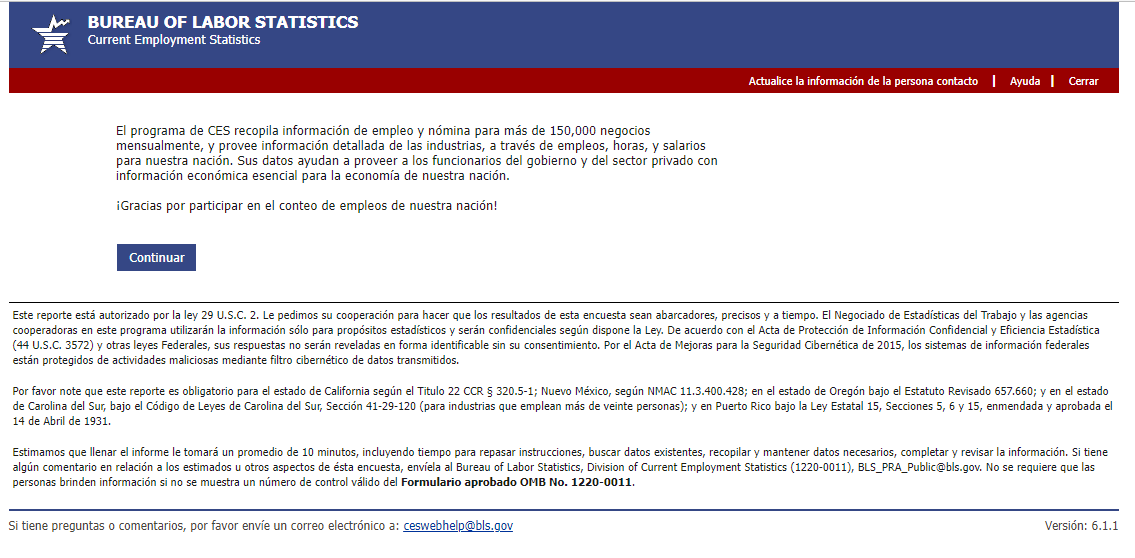 BUREAU OF LABOR STATISTICS
Current Employment Statistics
Actualice la información de la persona contacto | Ayuda | Cerrar
El programa de CES recopila información de empleo y nómina para más de 150,000 negocios
mensualmente, y provee información detallada de las industrias, a través de empleos, horas, y salarios
para nuestra nación. Sus datos ayudan a proveer a los funcionarios del gobierno y del sector privado con
información económica esencial para la economía de nuestra nación.
¡Gracias por participar en el conteo de empleos de nuestra nación!
Continuar
Este reporte está autorizado por la ley 29 U.S.C. 2. Le pedimos su cooperación para hacer que los resultados de esta encuesta sean abarcadores, precisos y a tiempo. El Negociado de Estadísticas del Trabajo y las agencias
cooperadoras en este programa utilizarán la información sólo para propósitos estadísticos y serán confidenciales según dispone la Ley. De acuerdo con el Acta de Protección de Información Confidencial y Eficiencia Estadística
(44 U.S.C. 3572) y otras leyes Federales, sus respuestas no serán reveladas en forma identificable sin su consentimiento. Por el Acta de Mejoras para la Seguridad Cibernética de 2015, los sistemas de información federales
están protegidos de actividades maliciosas mediante filtro cibernético de datos transmitidos.
Por favor note que este reporte es obligatorio para el estado de California según el Titulo 22 CCR § 320.5-1; Nuevo México, según NMAC 11.3.400.428; en el estado de Oregón bajo el Estatuto Revisado 657.660; y en el estado
de Carolina del Sur, bajo el Código de Leyes de Carolina del Sur, Sección 41-29-120 (para industrias que emplean más de veinte personas); y en Puerto Rico bajo la Ley Estatal 15, Secciones 5, 6 y 15, enmendada y aprobada el
14 de Abril de 1931.
Estimamos que llenar el informe le tomará un promedio de 10 minutos, incluyendo tiempo para repasar instrucciones, buscar datos existentes, recopilar y mantener datos necesarios, completar y revisar la información. Si tiene
algún comentario en relación a los estimados u otros aspectos de ésta encuesta, envíela al Bureau of Labor Statistics, Division of Current Employment Statistics (1220-0011), BLS_PRA_Public@bls.gov. No se requiere que las
personas brinden información si no se muestra un número de control válido del Formulario aprobado OMB No. 1220-0011.
Si tiene preguntas o comentarios, por favor envíe un correo electrónico a: ceswebhelp@bls.gov
Versión: 6.1.1